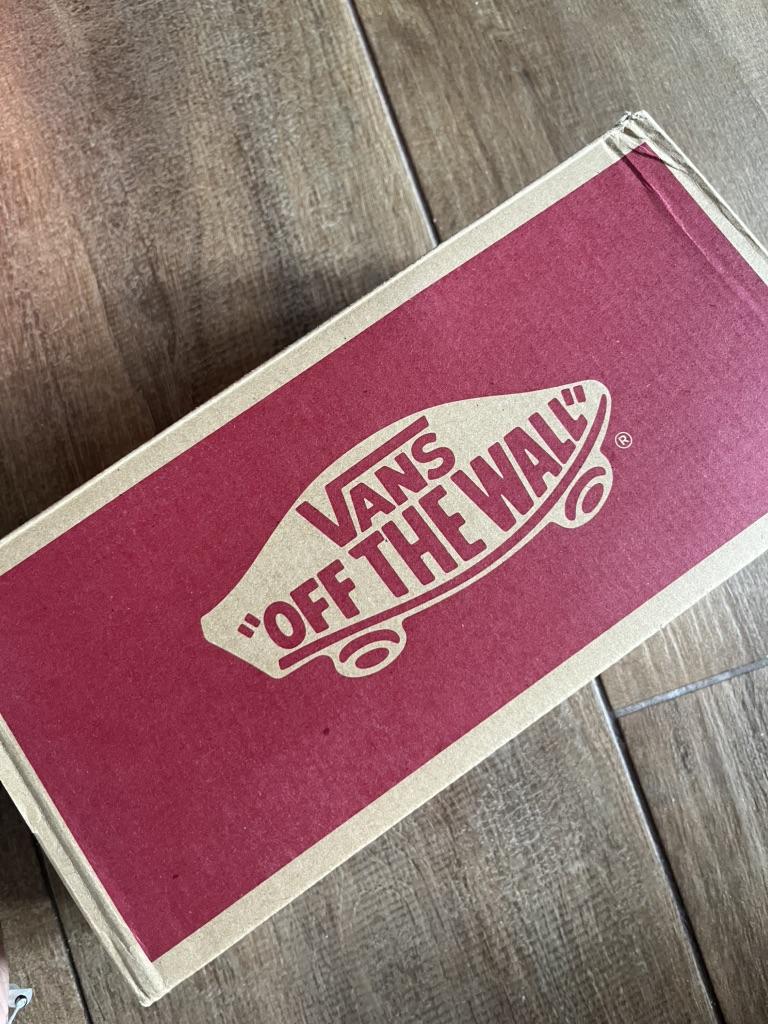 VANS
"OFF THE WALL"
®